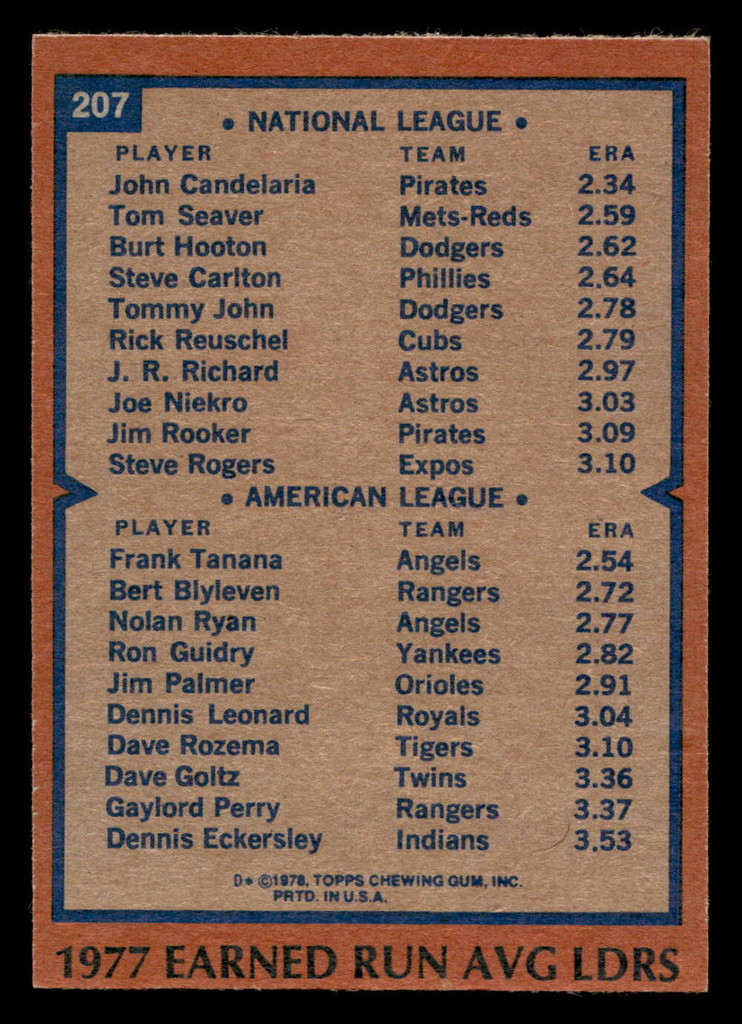 207
• NATIONAL LEAGUE •
PLAYER TEAM ERA
John Candelaria Pirates 2.34
Tom Seaver Mets-Reds 2.59
Burt Hooton Dodgers 2.62
Steve Carlton Phillies 2.64
Tommy John Dodgers 2.78
Rick Reuschel Cubs 2.79
J. R. Richard Astros 2.97
Joe Niekro Astros 3.03
Jim Rooker Pirates 3.09
Steve Rogers Expos 3.10
• AMERICAN LEAGUE •
PLAYER TEAM ERA
Frank Tanana Angels 2.54
Bert Blyleven Rangers 2.72
Nolan Ryan Angels 2.77
Ron Guidry Yankees 2.82
Jim Palmer Orioles 2.91
Dennis Leonard Royals 3.04
Dave Rozema Tigers 3.10
Dave Goltz Twins 3.36
Gaylord Perry Rangers 3.37
Dennis Eckersley Indians 3.53
D* ©1978, TOPPS CHEWING GUM, INC.
PRTD. IN U.S.A.
1977 EARNED RUN AVG LDRS